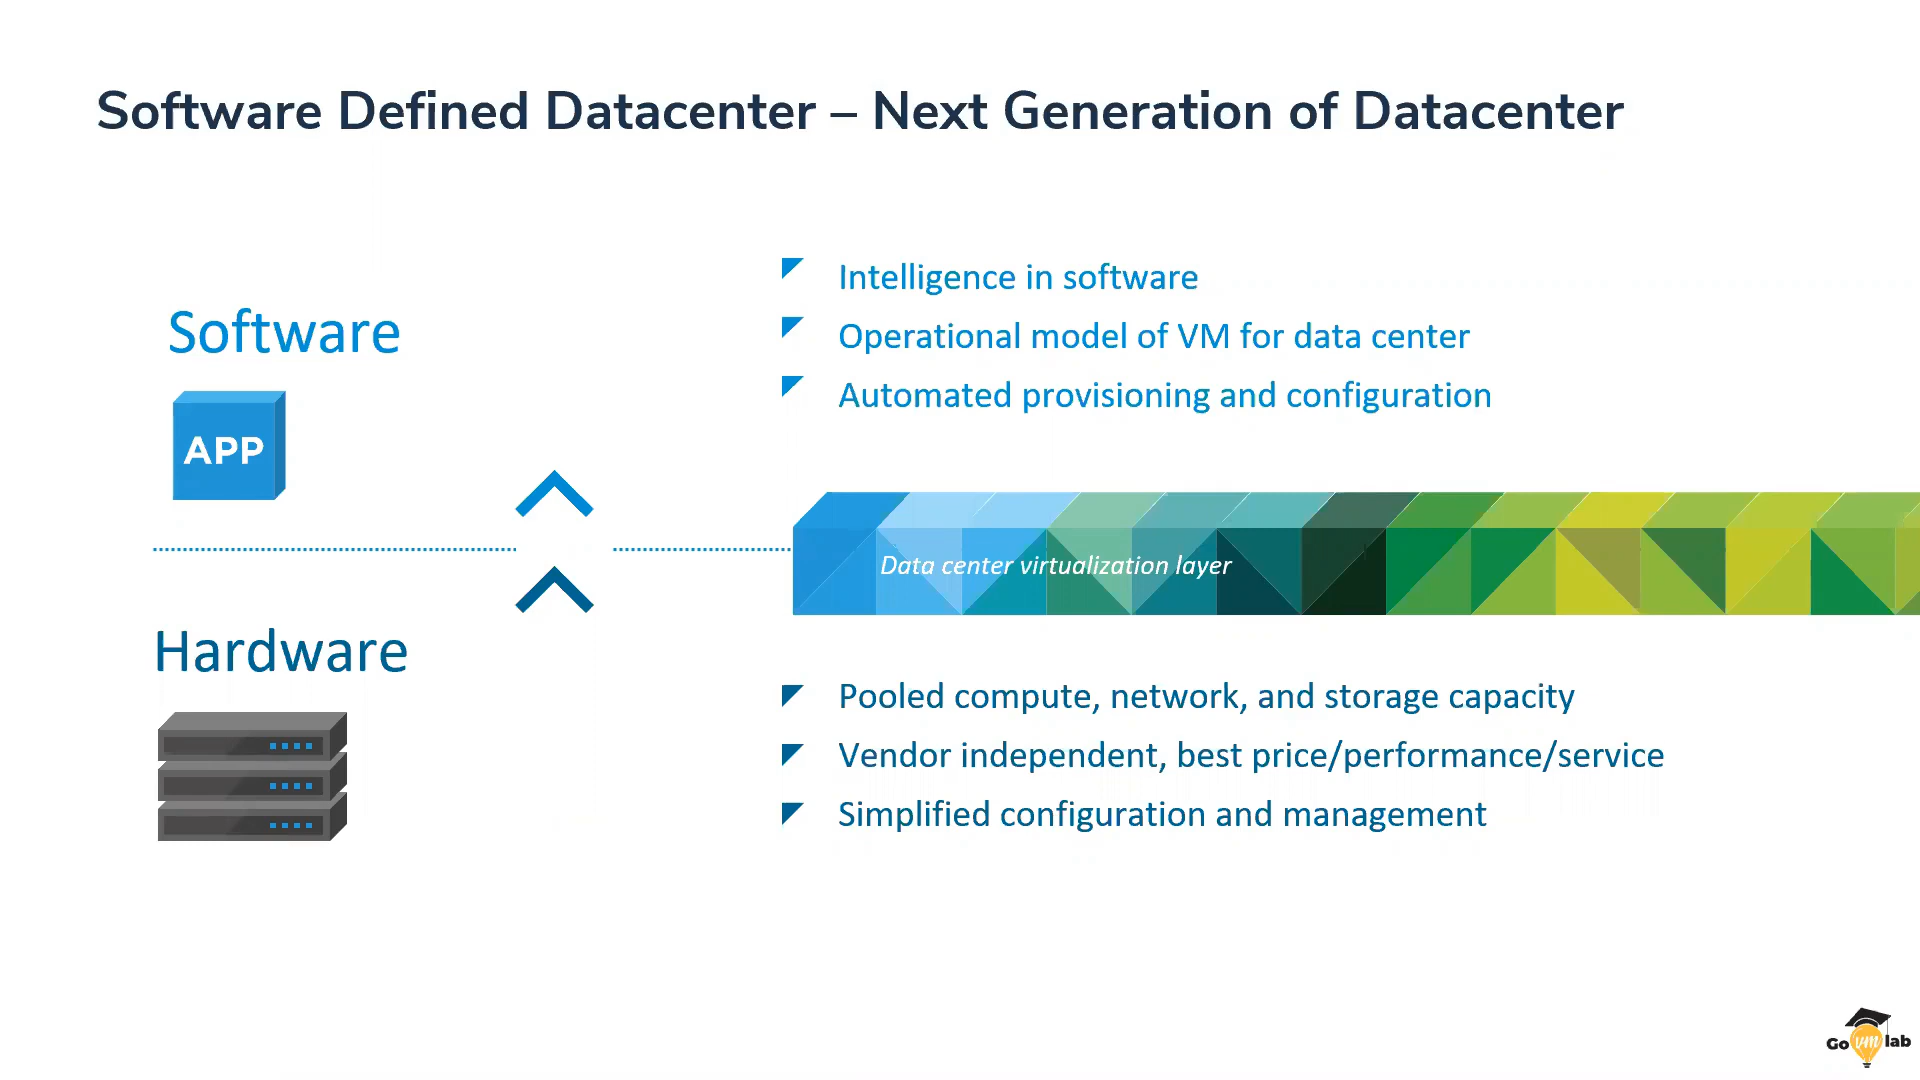 Software Defined Datacenter – Next Generation of Datacenter
Software
APP
Intelligence in software
Operational model of VM for data center
Automated provisioning and configuration
Data center virtualization layer
Hardware
Pooled compute, network, and storage capacity
Vendor independent, best price/performance/service
Simplified configuration and management
Go vm lab